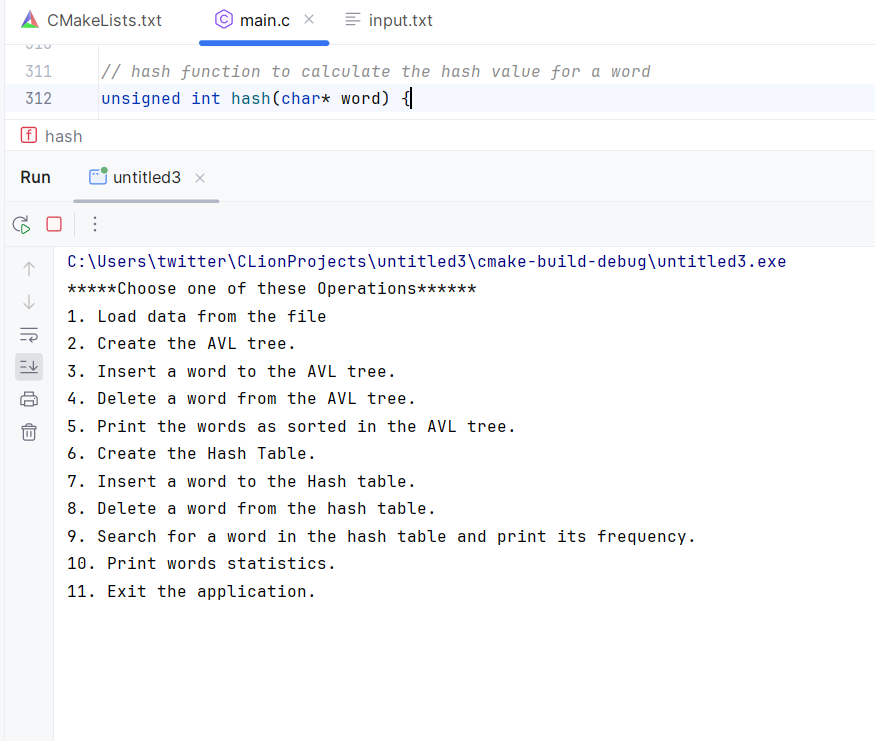 CMakeLists.txt main.c input.txt
310
311 // hash function to calculate the hash value for a word
312 unsigned int hash(char* word) {
f hash
Run untitled3
C:\Users\twitter\CLionProjects\untitled3\cmake-build-debug\untitled3.exe
*****Choose one of these Operations******
1. Load data from the file
2. Create the AVL tree.
3. Insert a word to the AVL tree.
4. Delete a word from the AVL tree.
5. Print the words as sorted in the AVL tree.
6. Create the Hash Table.
7. Insert a word to the Hash table.
8. Delete a word from the hash table.
9. Search for a word in the hash table and print its frequency.
10. Print words statistics.
11. Exit the application.